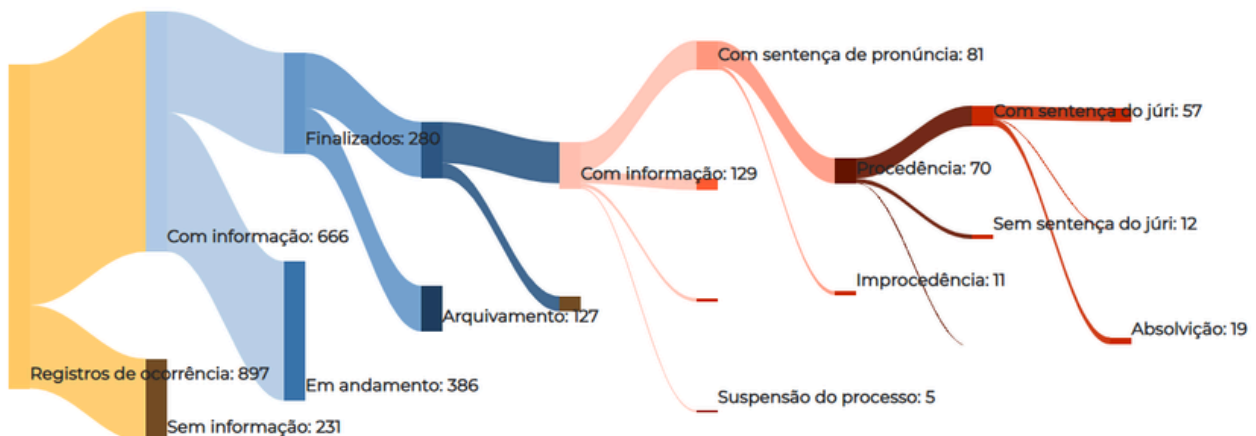 Com sentença de pronúncia: 81
Com sentença do júri: 57
Finalizados: 280
Procedência: 70
Com informação: 129
Sem sentença do júri: 12
Com informação: 666
Improcedência: 11
Arquivamento: 127
Absolvição: 19
Registros de ocorrência: 897
Em andamento: 386
Suspensão do processo: 5
Sem informação: 231